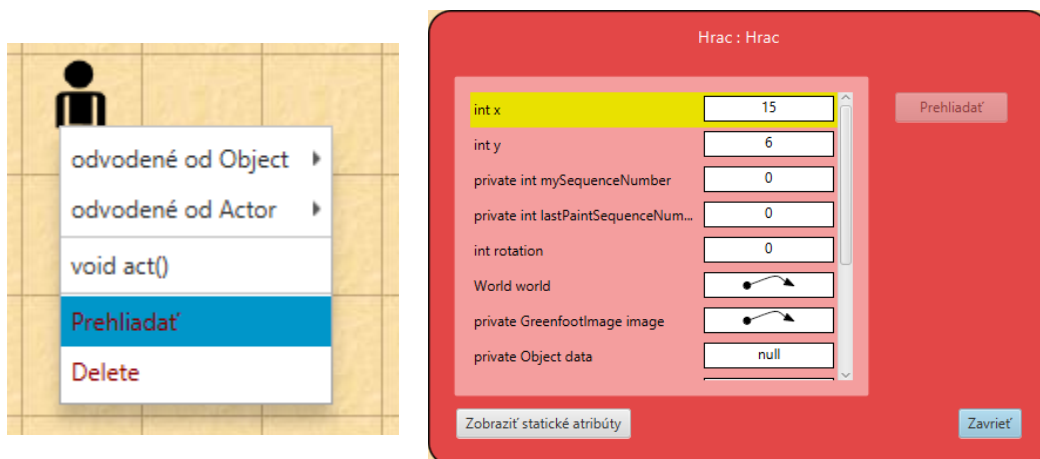 odvodené od Object
odvodené od Actor
void act()
Prehliadať
Delete
Hrac : Hrac
int x 15
int y 6
private int mySequenceNumber 0
private int lastPaintSequenceNum... 0
int rotation 0
World world
private GreenfootImage image
private Object data null
Prehliadať
Zobraziť statické atribúty
Zavrieť